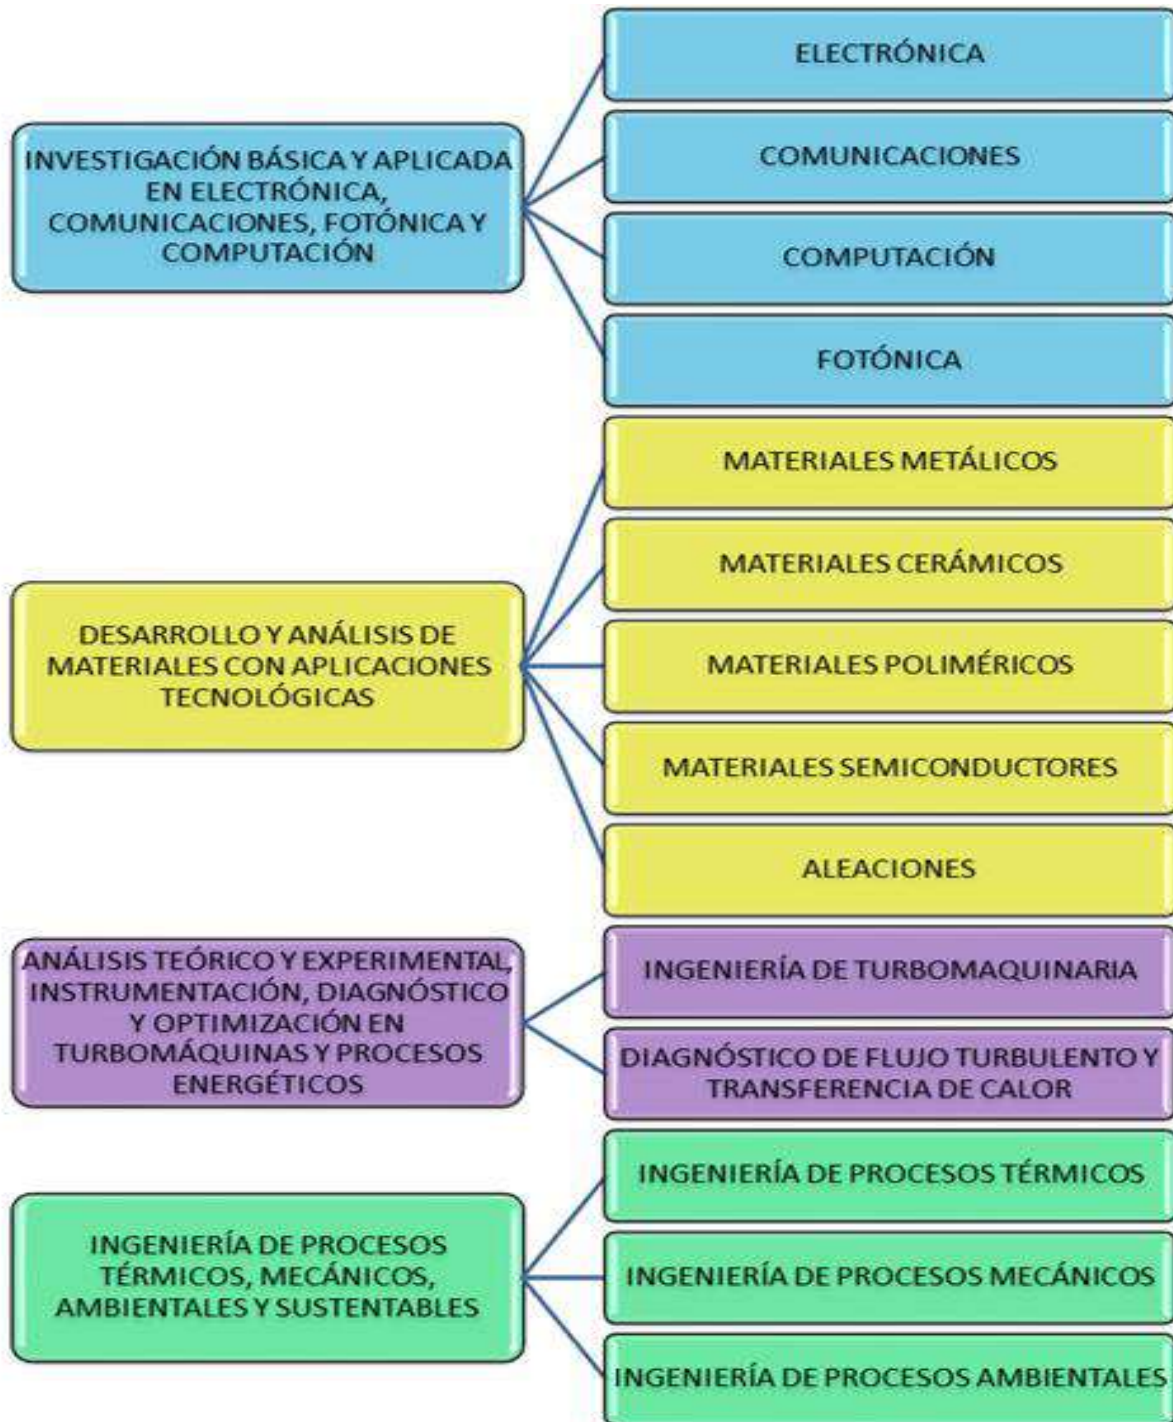 INVESTIGACIÓN BÁSICA Y APLICADA
EN ELECTRÓNICA,
COMUNICACIONES, FOTÓNICA Y
COMPUTACIÓN
ELECTRÓNICA
COMUNICACIONES
COMPUTACIÓN
FOTÓNICA
DESARROLLO Y ANÁLISIS DE
MATERIALES CON APLICACIONES
TECNOLÓGICAS
MATERIALES METÁLICOS
MATERIALES CERÁMICOS
MATERIALES POLIMÉRICOS
MATERIALES SEMICONDUCTORES
ALEACIONES
ANÁLISIS TEÓRICO Y EXPERIMENTAL,
INSTRUMENTACIÓN, DIAGNÓSTICO
Y OPTIMIZACIÓN EN
TURBOMÁQUINAS Y PROCESOS
ENERGÉTICOS
INGENIERÍA DE TURBOMAQUINARIA
DIAGNÓSTICO DE FLUJO TURBULENTO Y
TRANSFERENCIA DE CALOR
INGENIERÍA DE PROCESOS
TÉRMICOS, MECÁNICOS,
AMBIENTALES Y SUSTENTABLES
INGENIERÍA DE PROCESOS TÉRMICOS
INGENIERÍA DE PROCESOS MECÁNICOS
INGENIERÍA DE PROCESOS AMBIENTALES